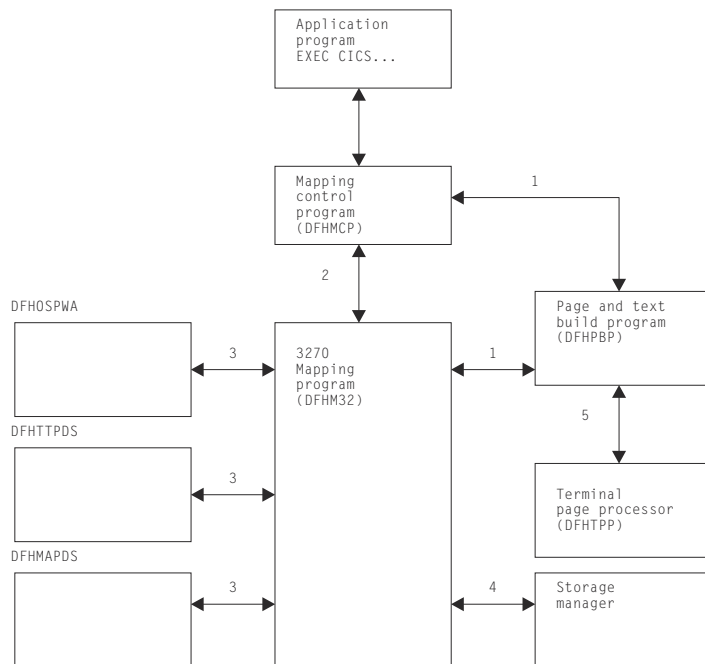 Application
program
EXEC CICS...
Mapping
control
program
(DFHMCP)
1
2
DFHOSPWA
Page and text
build program
(DFHPBP)
3
3270
Mapping
program
(DFHM32)
1
5
DFHTTPDS
3
Terminal
page processor
(DFHTPP)
DFHMAPDS
3
4
Storage
manager